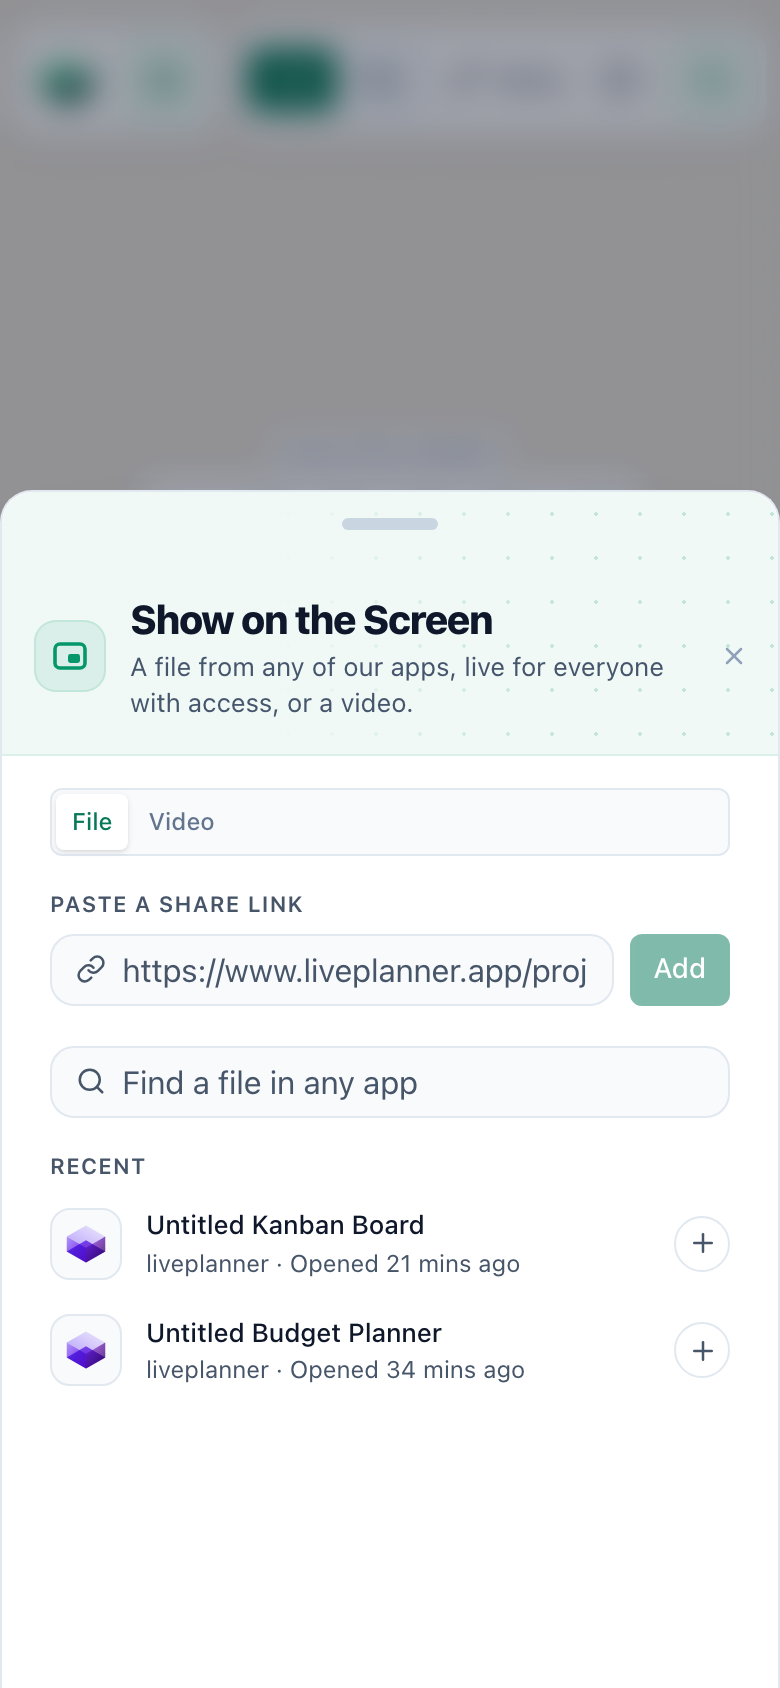 Show on the Screen
A file from any of our apps, live for everyone
with access, or a video.
File
Video
PASTE A SHARE LINK
https://www.liveplanner.app/proj
Add
Find a file in any app
RECENT
Untitled Kanban Board
liveplanner · Opened 21 mins ago
Untitled Budget Planner
liveplanner · Opened 34 mins ago